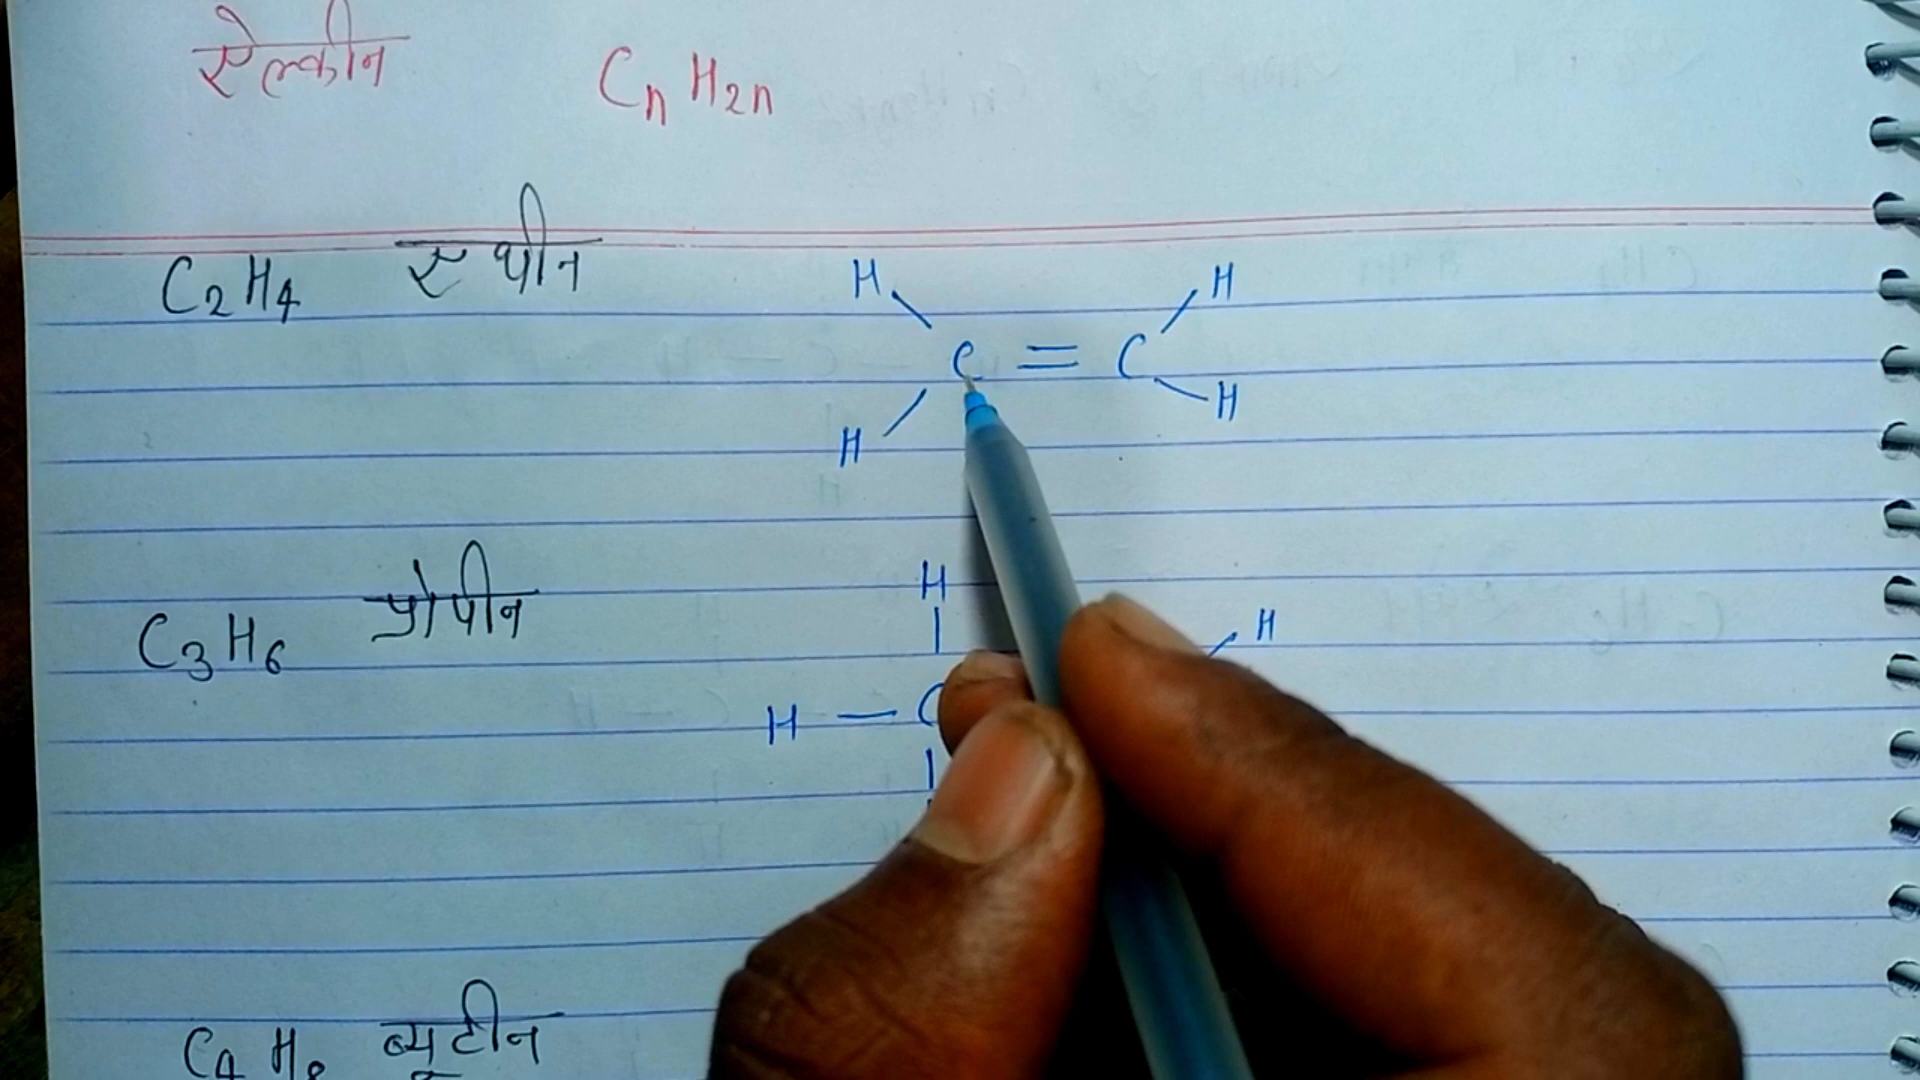 ऐल्कीन CnH2n
C2H4 एथीन
H H
C = C
H H
C3H6 प्रोपीन
H
H
H — C
C4H8 ब्यूटीन